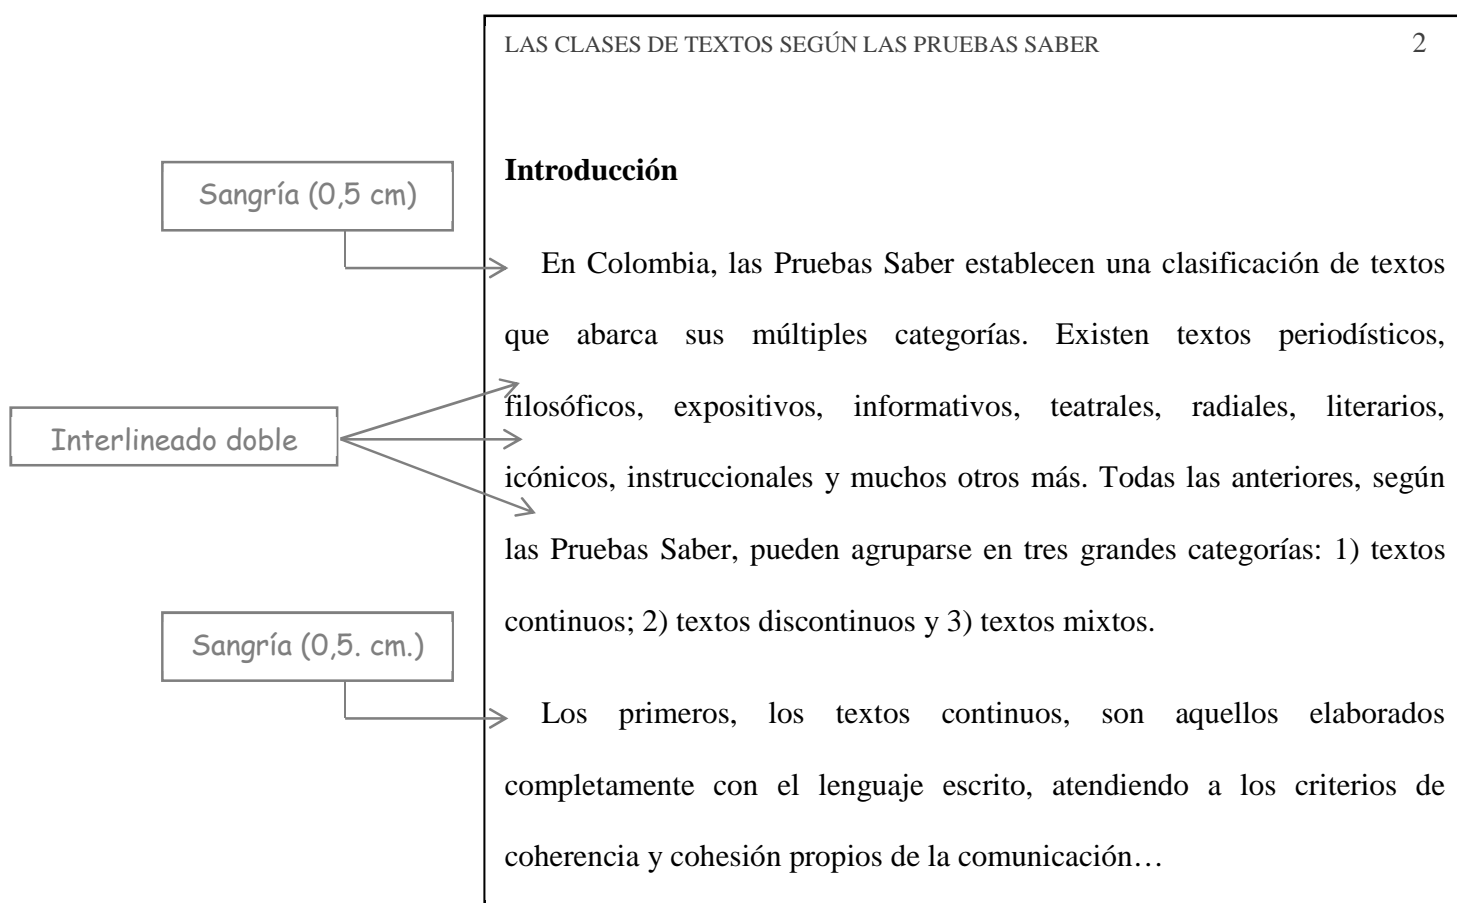 LAS CLASES DE TEXTOS SEGÚN LAS PRUEBAS SABER 2
Introducción
Sangría (0,5 cm)
En Colombia, las Pruebas Saber establecen una clasificación de textos
que abarca sus múltiples categorías. Existen textos periodísticos,
filosóficos, expositivos, informativos, teatrales, radiales, literarios,
Interlineado doble
icónicos, instruccionales y muchos otros más. Todas las anteriores, según
las Pruebas Saber, pueden agruparse en tres grandes categorías: 1) textos
continuos; 2) textos discontinuos y 3) textos mixtos.
Sangría (0,5. cm.)
Los primeros, los textos continuos, son aquellos elaborados
completamente con el lenguaje escrito, atendiendo a los criterios de
coherencia y cohesión propios de la comunicación…